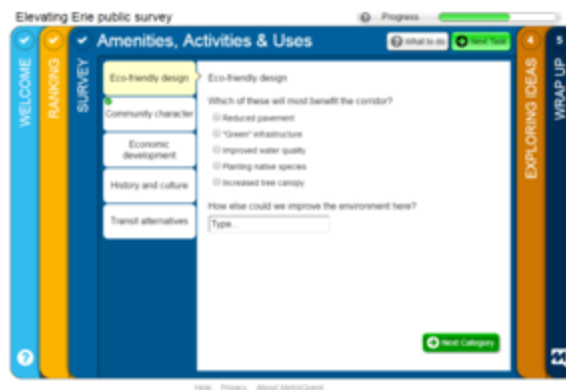 Elevating Erie public survey
Progress
WELCOME
RANKING
SURVEY
Amenities, Activities & Uses
What to do
Next Task
Eco-friendly design
Community character
Economic
development
History and culture
Transit alternatives
Eco-friendly design
Which of these will most benefit the corridor?
Reduced pavement
"Green" infrastructure
Improved water quality
Planting native species
Increased tree canopy
How else could we improve the environment here?
Type...
Next Category
4
EXPLORING IDEAS
5
WRAP UP
Help Privacy About MetroQuest